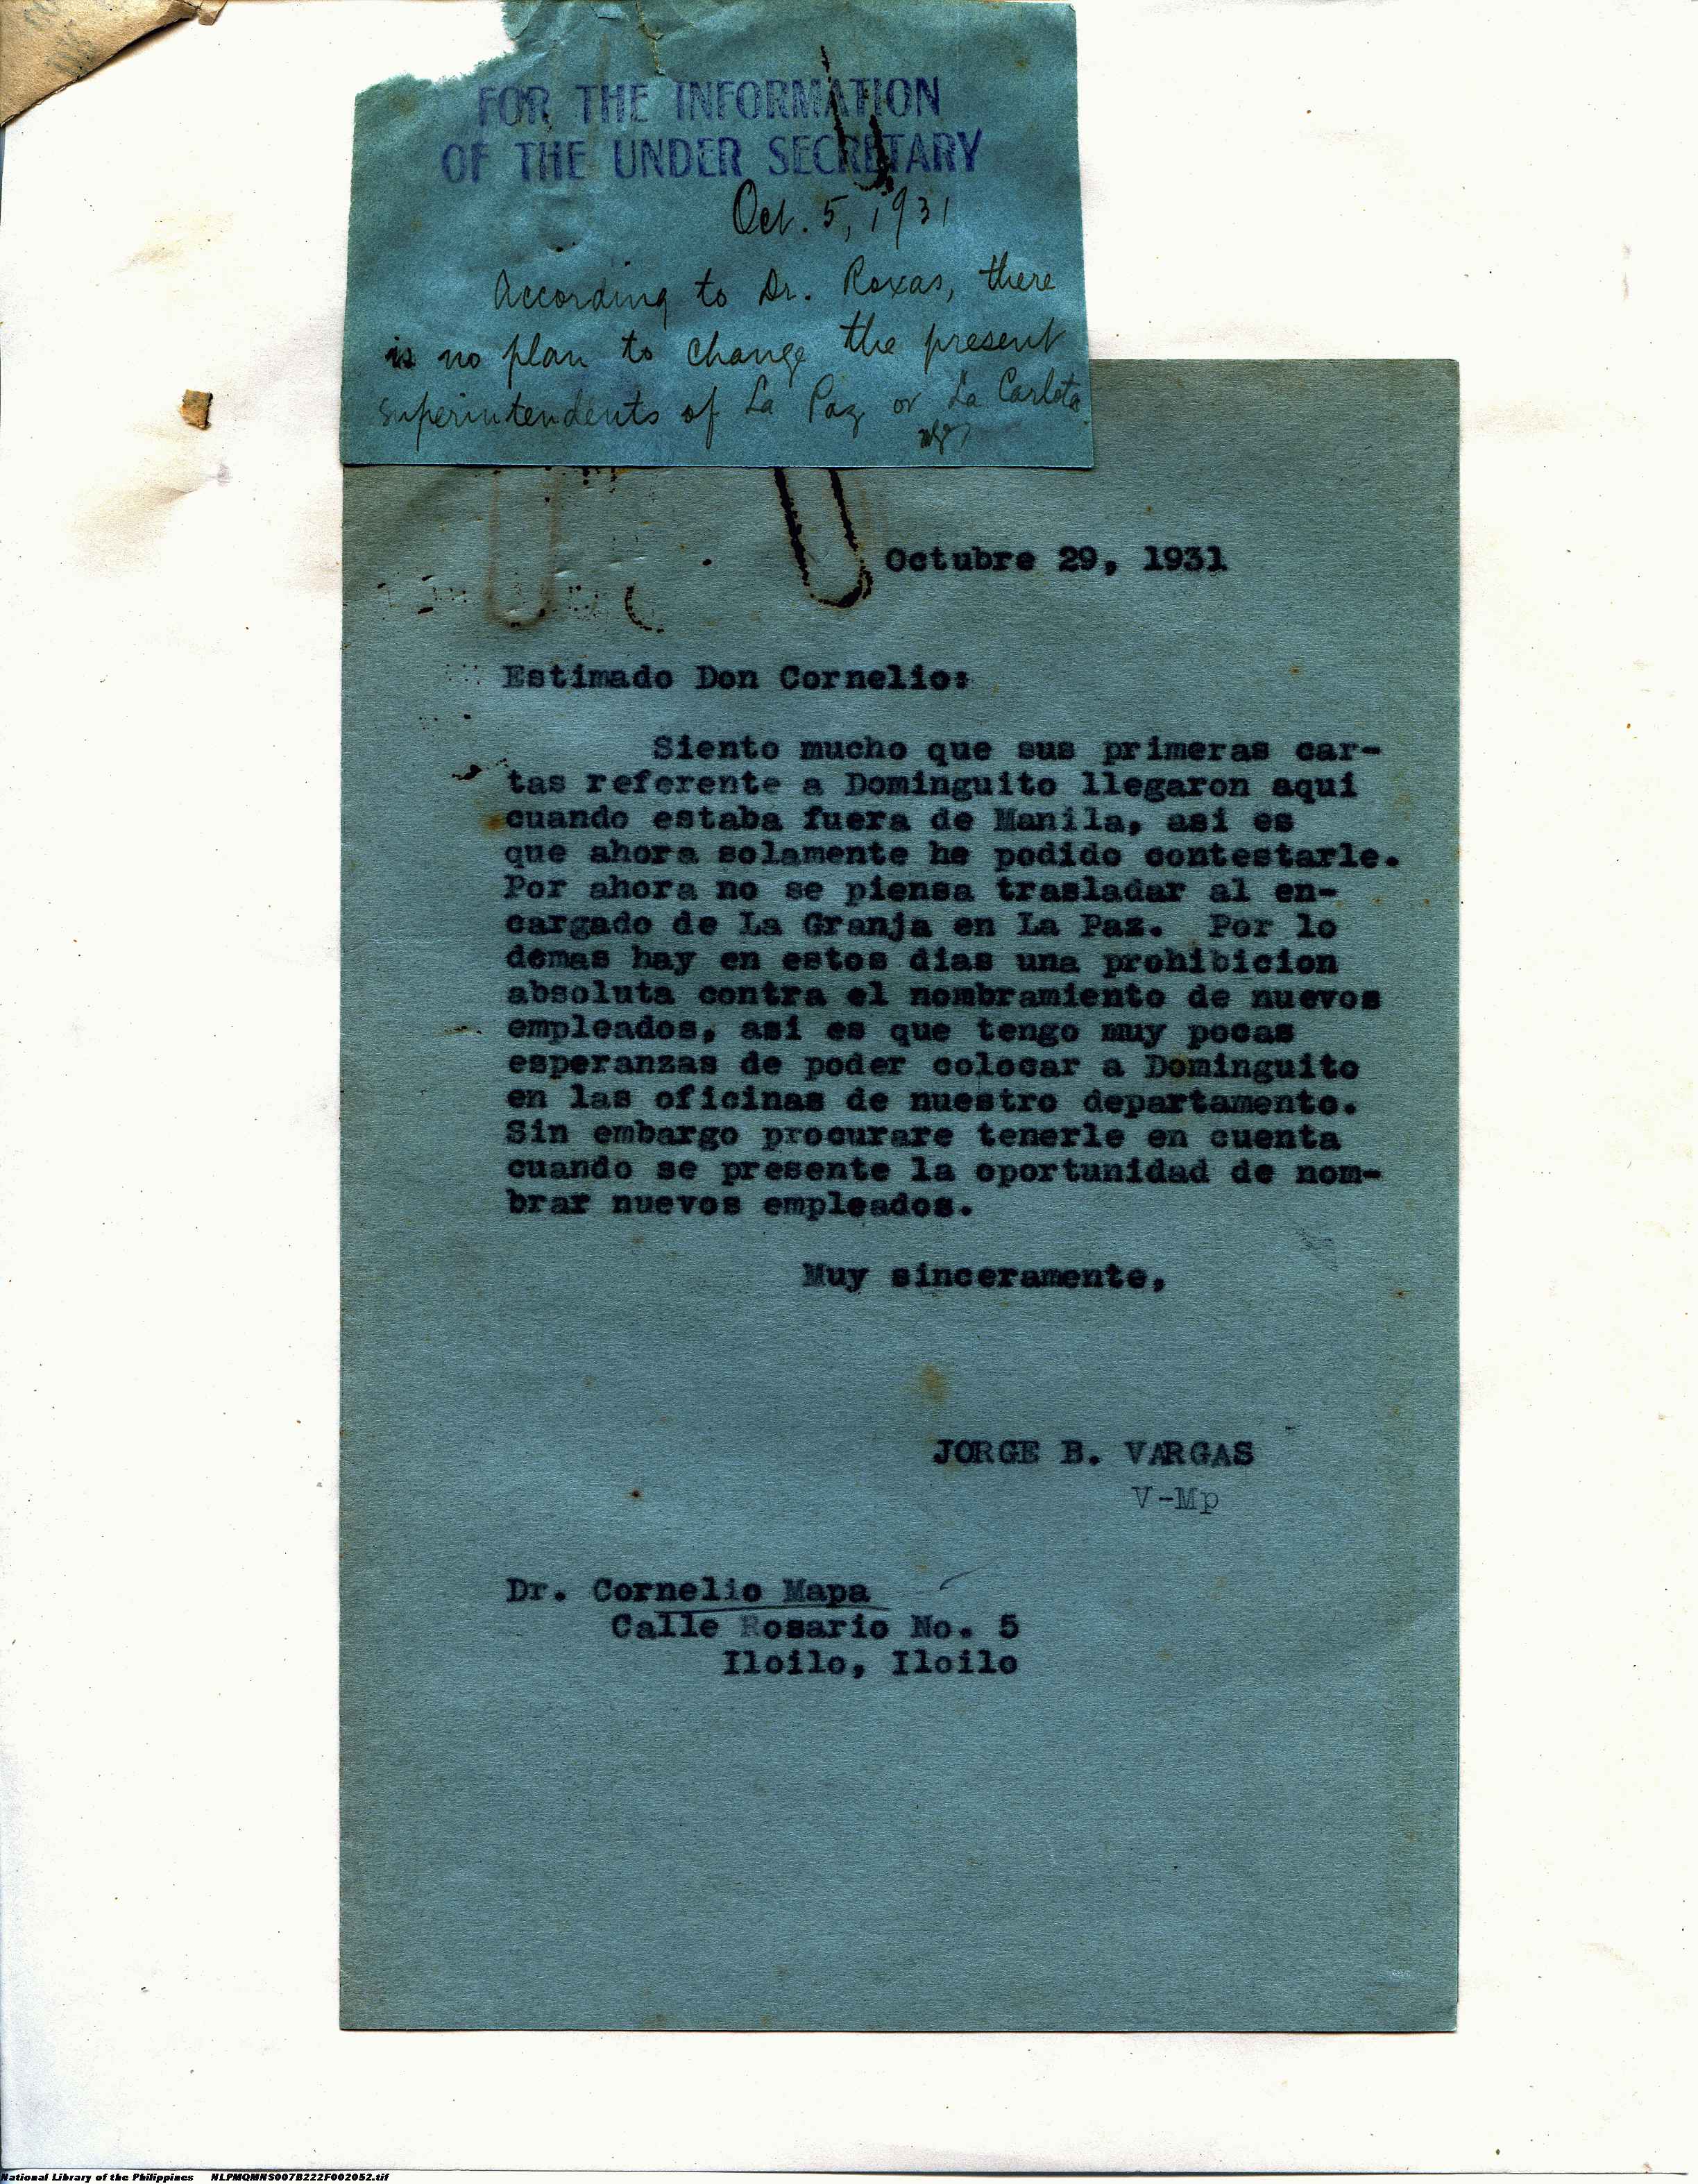 FOR THE INFORMATION
OF THE UNDER SECRETARY
Oct. 5, 1931
According to Dr. Roxas, there
is no plan to change the present
superintendents of La Paz or La Carlota
Octubre 29, 1931
Estimado Don Cornelio:
Siento mucho que sus primeras car-
tas referente a Dominguito llegaron aqui
cuando estaba fuera de Manila, asi es
que ahora solamente he podido contestarle.
Por ahora no se piensa trasladar al en-
cargado de La Granja en La Paz. Por lo
demas hay en estos dias una prohibicion
absoluta contra el nombramiento de nuevos
empleados, asi es que tengo muy pocas
esperanzas de poder colocar a Dominguito
en las oficinas de nuestro departamento.
Sin embargo procurare tenerle en cuenta
cuando se presente la oportunidad de nom-
brar nuevos empleados.
Muy sinceramente,
JORGE B. VARGAS
V-Mp
Dr. Cornelio Mapa
Calle Rosario No. 5
Iloilo, Iloilo
National Library of the Philippines NLPMQMNS007B222F002052.tif